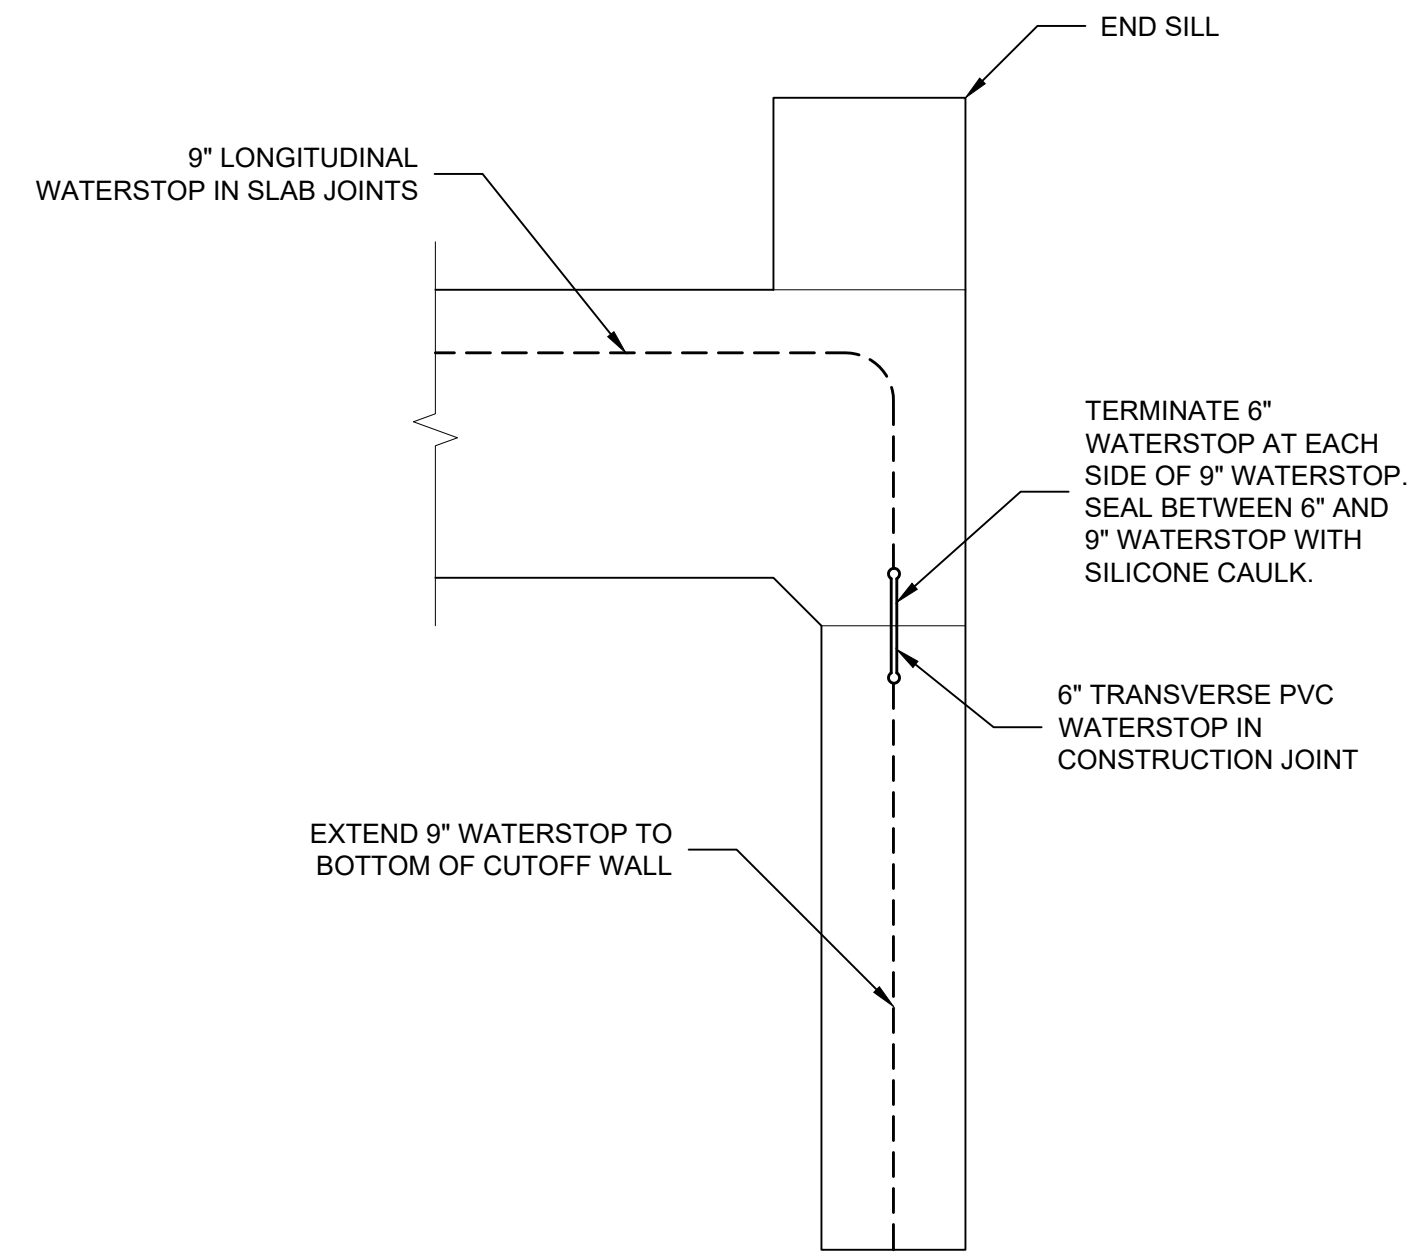 END SILL
9" LONGITUDINAL
WATERSTOP IN SLAB JOINTS
TERMINATE 6"
WATERSTOP AT EACH
SIDE OF 9" WATERSTOP.
SEAL BETWEEN 6" AND
9" WATERSTOP WITH
SILICONE CAULK.
6" TRANSVERSE PVC
WATERSTOP IN
CONSTRUCTION JOINT
EXTEND 9" WATERSTOP TO
BOTTOM OF CUTOFF WALL